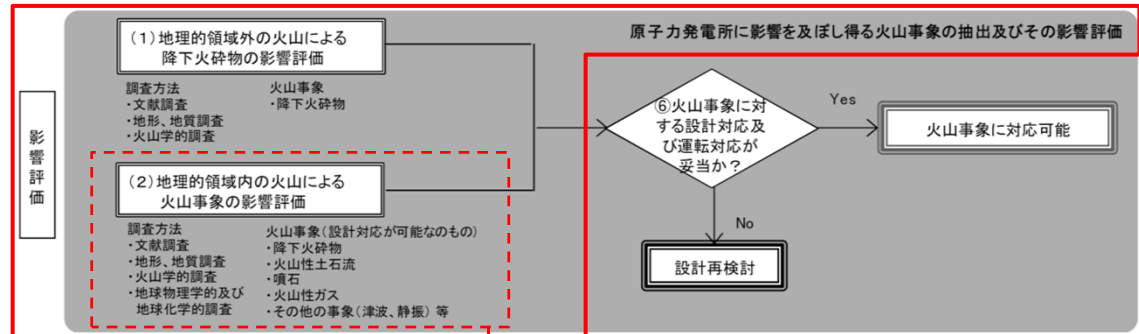 原子力発電所に影響を及ぼし得る火山事象の抽出及びその影響評価
影響評価
（1）地理的領域外の火山による
降下火砕物の影響評価
調査方法
・文献調査
・地形、地質調査
・火山学的調査
火山事象
・降下火砕物
（2）地理的領域内の火山による
火山事象の影響評価
調査方法
・文献調査
・地形、地質調査
・火山学的調査
・地球物理学的及び
地球化学的調査
火山事象（設計対応が可能なのもの）
・降下火砕物
・火山性土石流
・噴石
・火山性ガス
・その他の事象（津波、静振）等
⑥火山事象に対
する設計対応及
び運転対応が
妥当か？
Yes
火山事象に対応可能
No
設計再検討